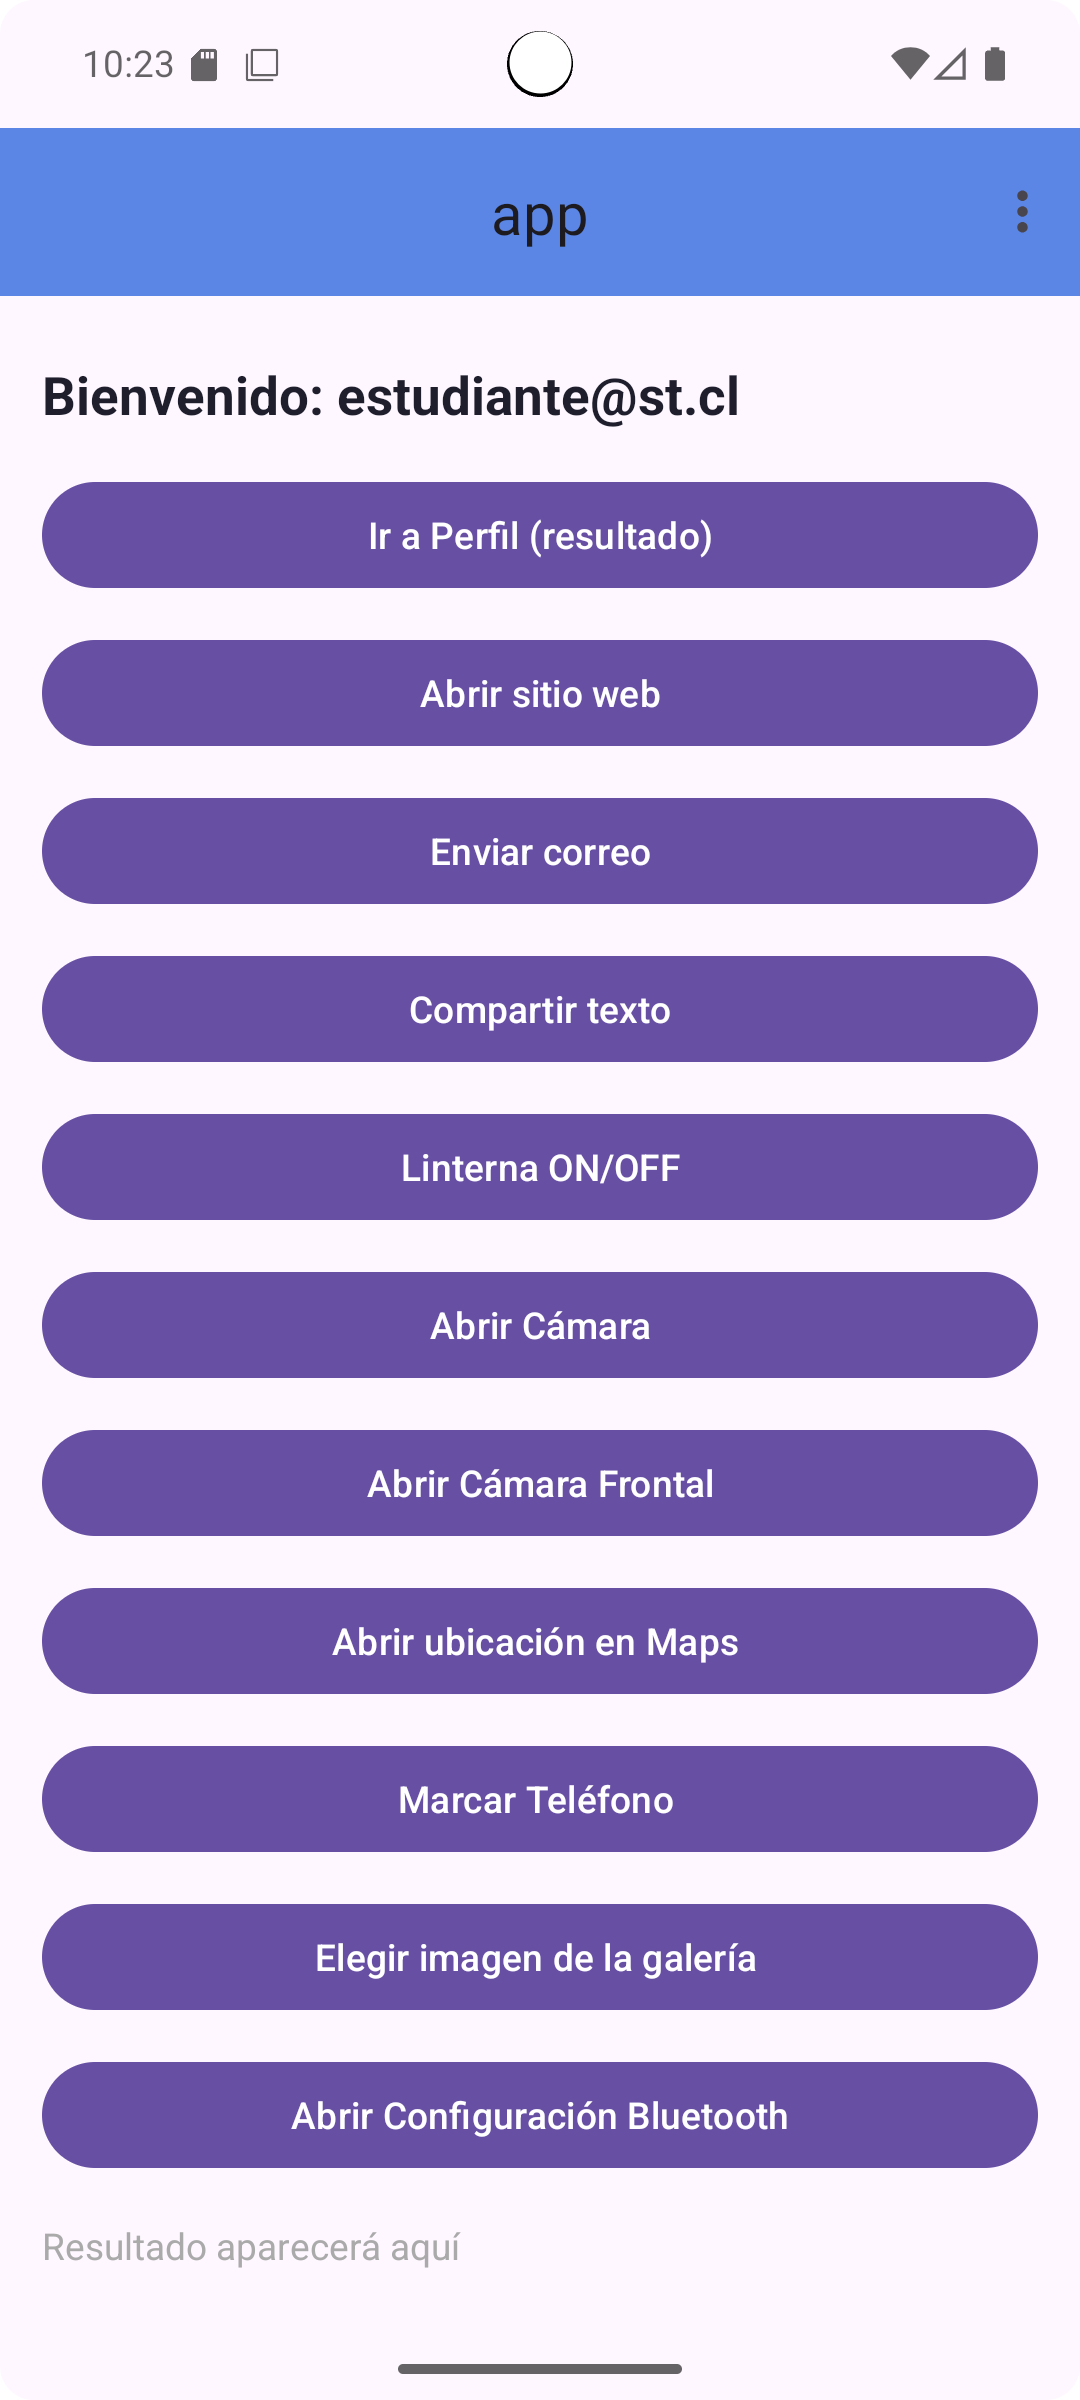 10:23
app
Bienvenido: estudiante@st.cl
Ir a Perfil (resultado)
Abrir sitio web
Enviar correo
Compartir texto
Linterna ON/OFF
Abrir Cámara
Abrir Cámara Frontal
Abrir ubicación en Maps
Marcar Teléfono
Elegir imagen de la galería
Abrir Configuración Bluetooth
Resultado aparecerá aquí